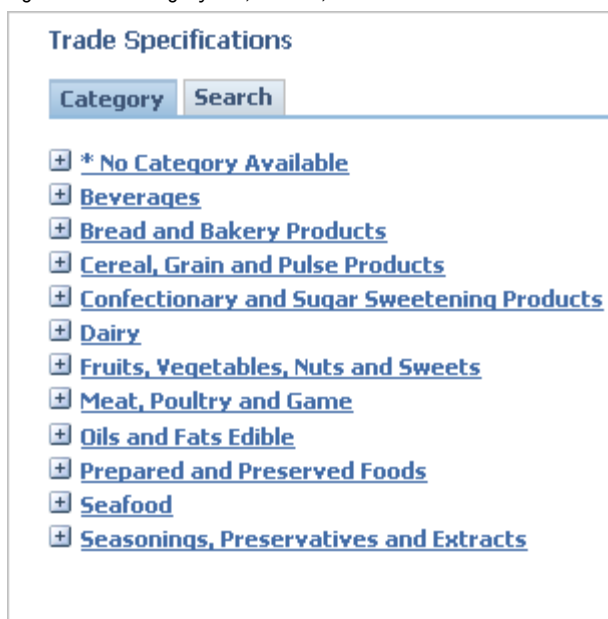 Trade Specifications
Category Search
* No Category Available
Beverages
Bread and Bakery Products
Cereal, Grain and Pulse Products
Confectionary and Sugar Sweetening Products
Dairy
Fruits, Vegetables, Nuts and Sweets
Meat, Poultry and Game
Oils and Fats Edible
Prepared and Preserved Foods
Seafood
Seasonings, Preservatives and Extracts